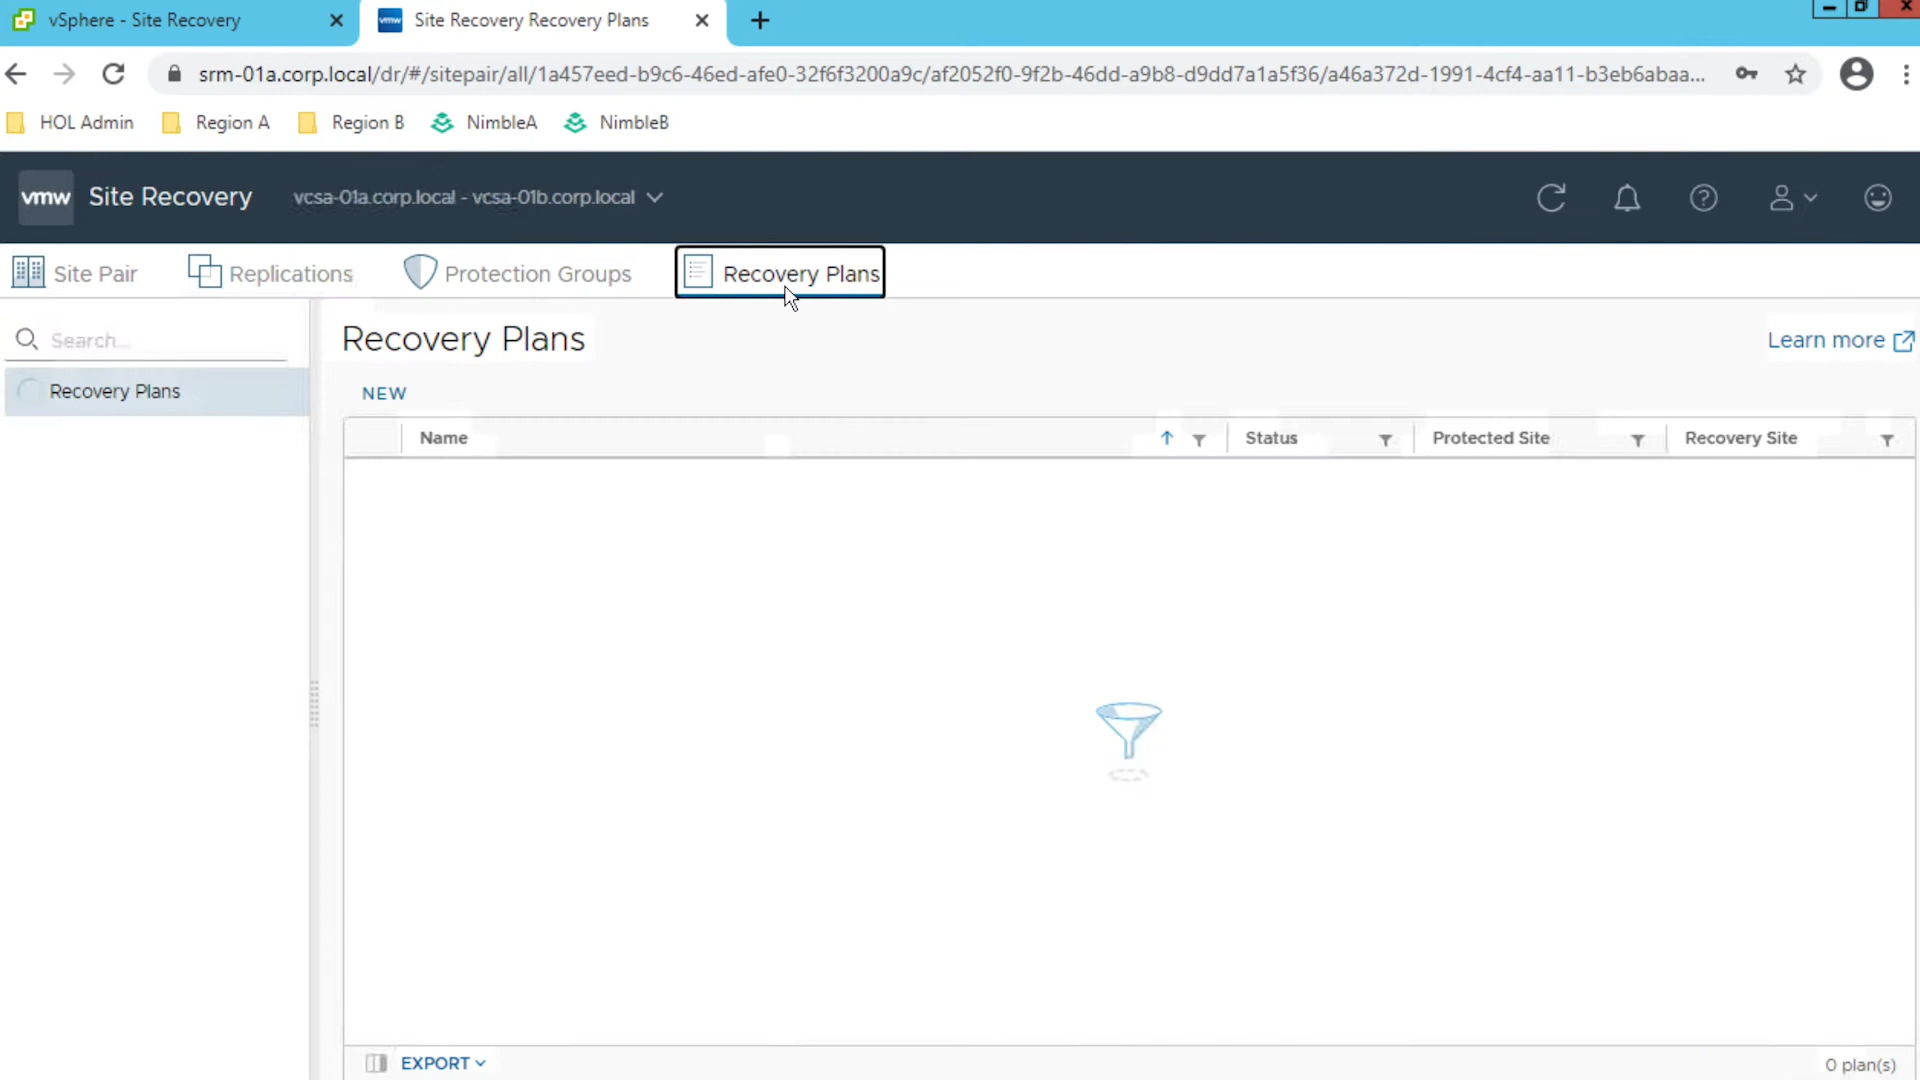 vSphere - Site Recovery
Site Recovery Recovery Plans
srm-01a.corp.local/dr/#/sitepair/all/1a457eed-b9c6-46ed-afe0-32f6f3200a9c/af2052f0-9f2b-46dd-a9b8-d9dd7a1a5f36/a46a372d-1991-4cf4-aa11-b3eb6abaa...
HOL Admin
Region A
Region B
NimbleA
NimbleB
vmw Site Recovery
vcsa-01a.corp.local - vcsa-01b.corp.local
Site Pair
Replications
Protection Groups
Recovery Plans
Search...
Recovery Plans
Recovery Plans
Learn more
NEW
Name
Status
Protected Site
Recovery Site
EXPORT
0 plan(s)